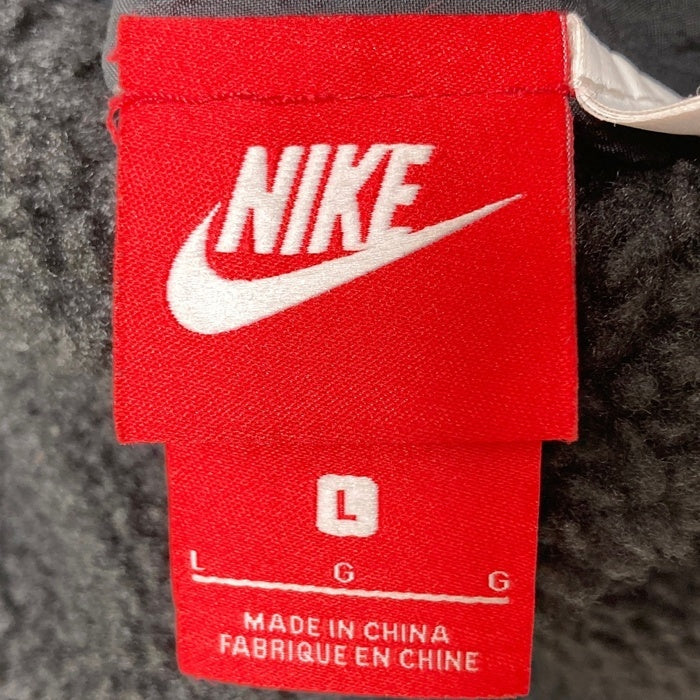 NIKE
L
L G G
MADE IN CHINA
FABRIQUE EN CHINE